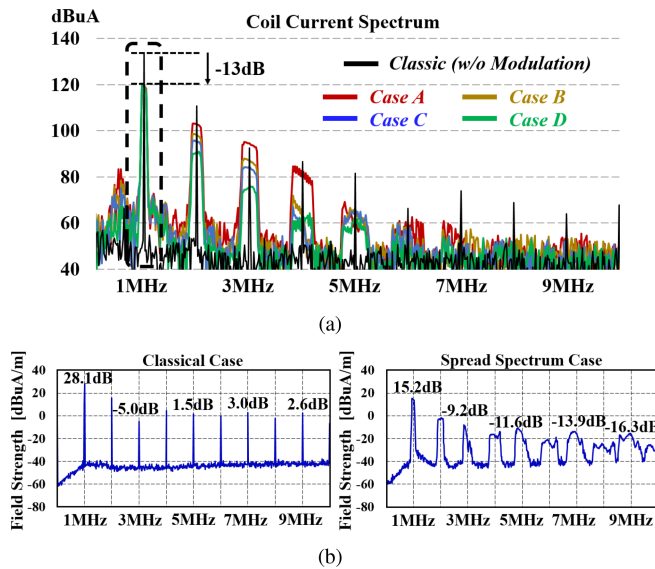 dBuA
Coil Current Spectrum
140
120
100
80
60
40
-13dB
Classic (w/o Modulation)
Case A
Case B
Case C
Case D
1MHz 3MHz 5MHz 7MHz 9MHz
(a)
Classical Case
Field Strength [dBuA/m]
40
20
0
-20
-40
-60
-80
28.1dB
-5.0dB
1.5dB
3.0dB
2.6dB
1MHz 3MHz 5MHz 7MHz 9MHz
Spread Spectrum Case
Field Strength [dBuA/m]
40
20
0
-20
-40
-60
-80
15.2dB
-9.2dB
-11.6dB
-13.9dB
-16.3dB
1MHz 3MHz 5MHz 7MHz 9MHz
(b)